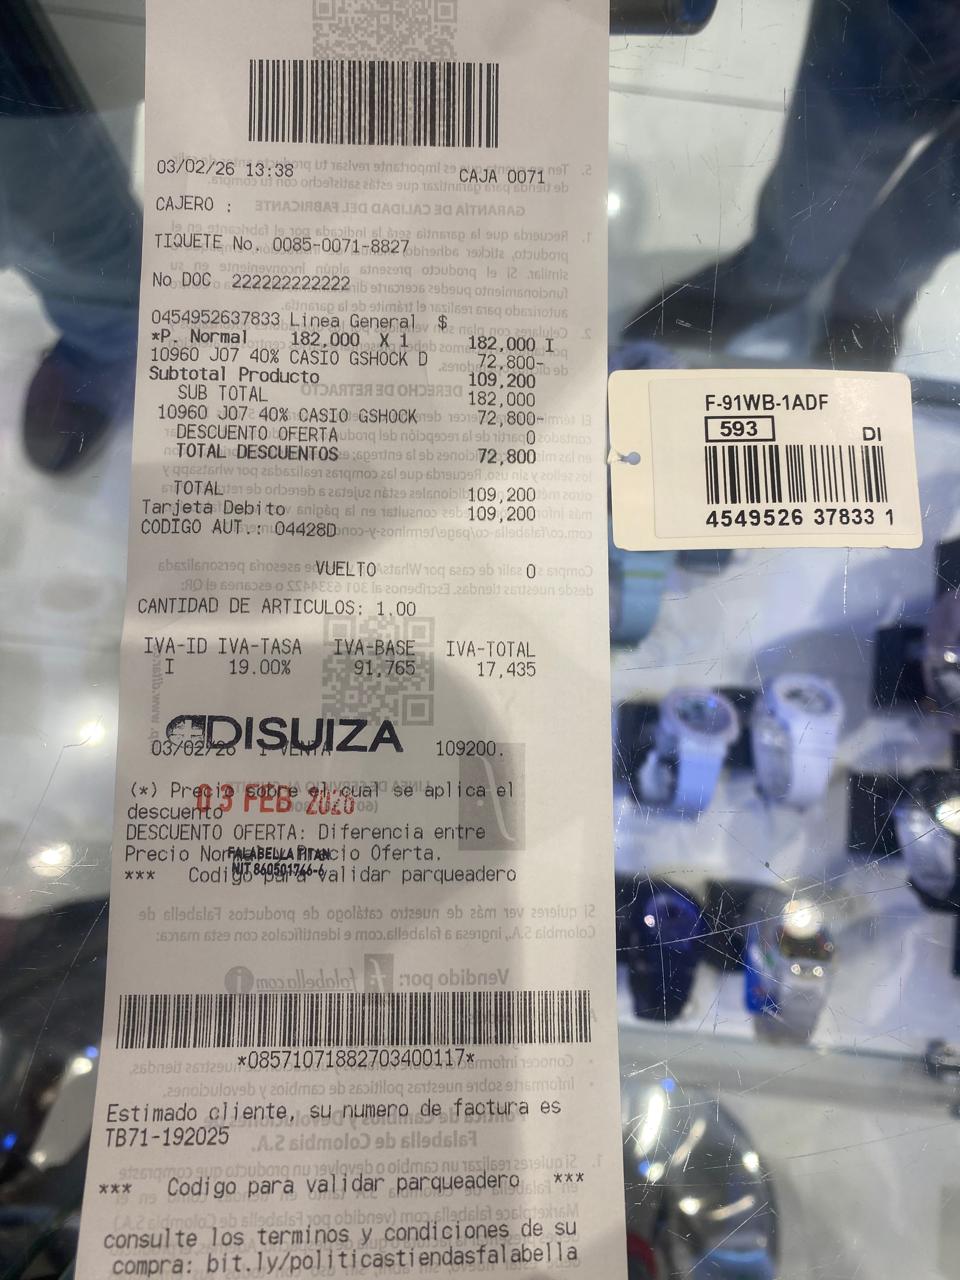 03/02/26 13:38 CAJA 0071
CAJERO :
TIQUETE No. 0085-0071-8827
No DOC 222222222222
0454952637833 Linea General $
*P. Normal 182,000 X 1 182,000 I
10960 J07 40% CASIO GSHOCK D 72,800-
Subtotal Producto 109,200
SUB TOTAL 182,000
10960 J07 40% CASIO GSHOCK 72,800-
DESCUENTO OFERTA 0
TOTAL DESCUENTOS 72,800
TOTAL 109,200
Tarjeta Debito 109,200
CODIGO AUT.: 04428D
VUELTO 0
CANTIDAD DE ARTICULOS: 1.00
IVA-ID IVA-TASA IVA-BASE IVA-TOTAL
I 19.00% 91,765 17,435
DISUIZA
03/02/26 1 VENTA 109200.
(*) Precio sobre el cual se aplica el
03 FEB 2026
descuento
DESCUENTO OFERTA: Diferencia entre
Precio Normal Precio Oferta.
FALABELLA TITAN
NIT 860501766-6
*** Codigo para validar parqueadero
*08571071882703400117*
Estimado cliente, su numero de factura es
TB71-192025
*** Codigo para validar parqueadero ***
consulte los terminos y condiciones de su
compra: bit.ly/politicastiendasfalabella
F-91WB-1ADF
593
DI
4549526 37833 1